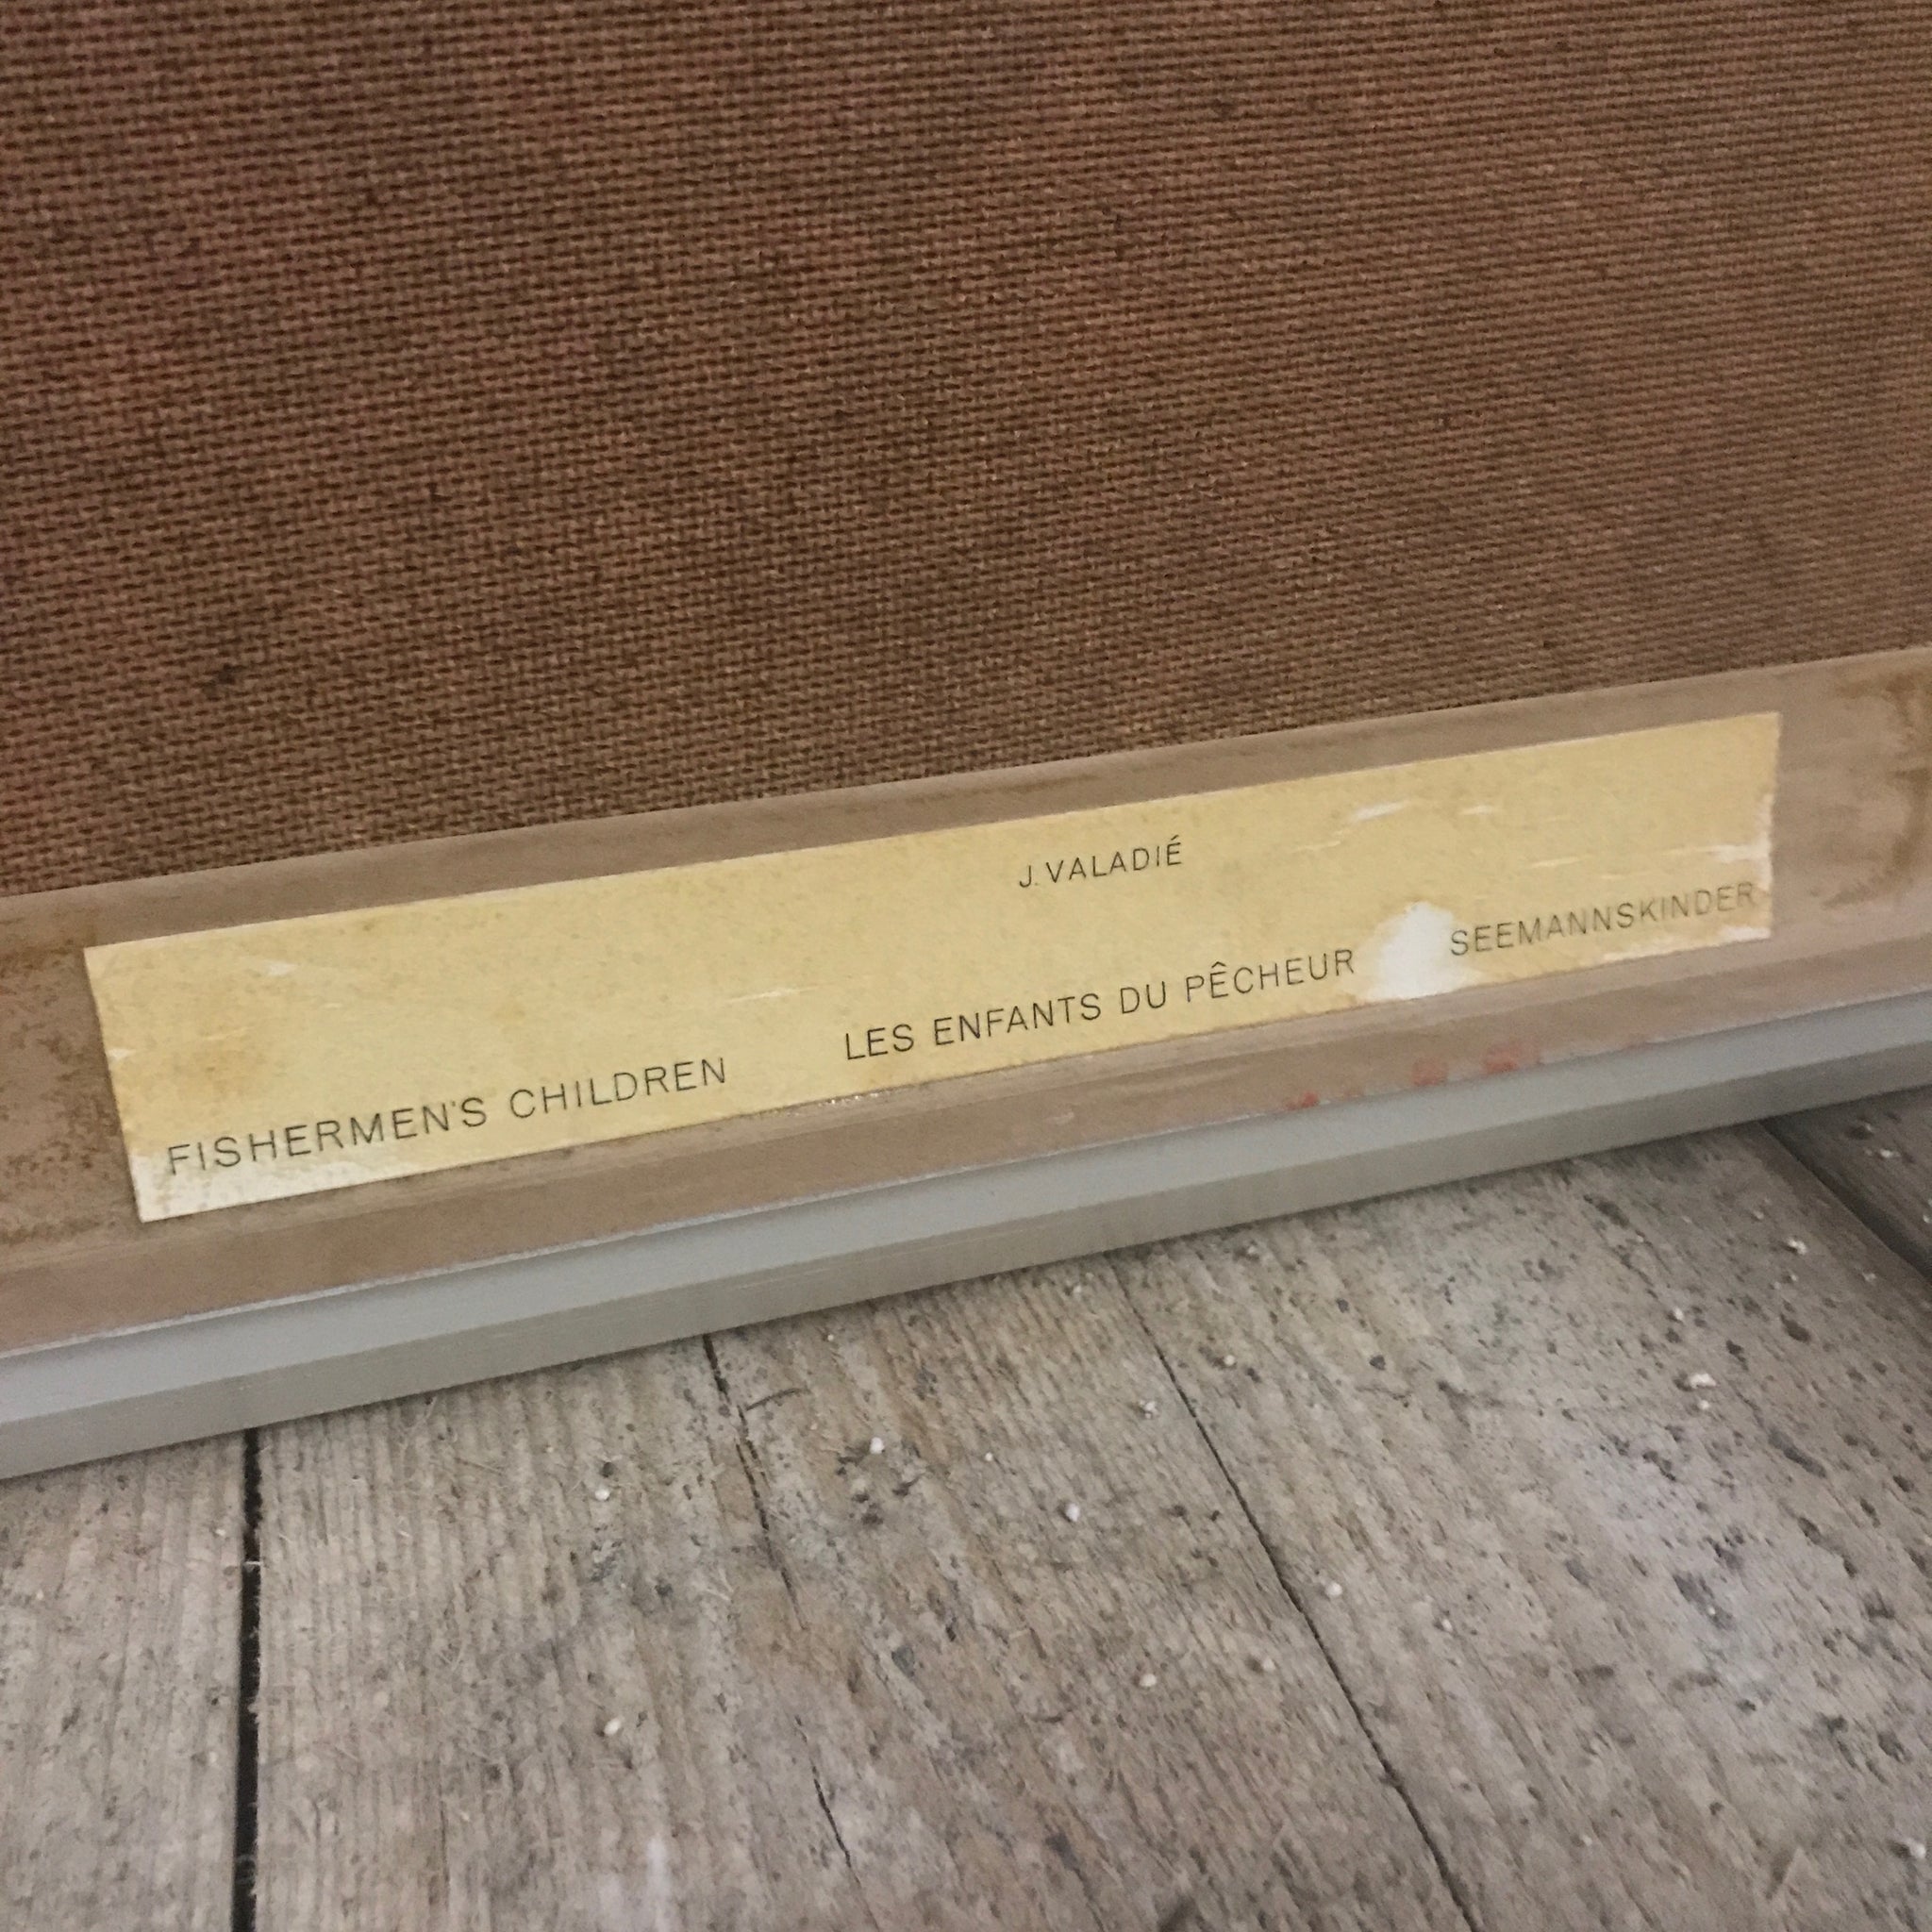 J. VALADIÉ
FISHERMEN'S CHILDREN LES ENFANTS DU PÊCHEUR SEEMANNSKINDER